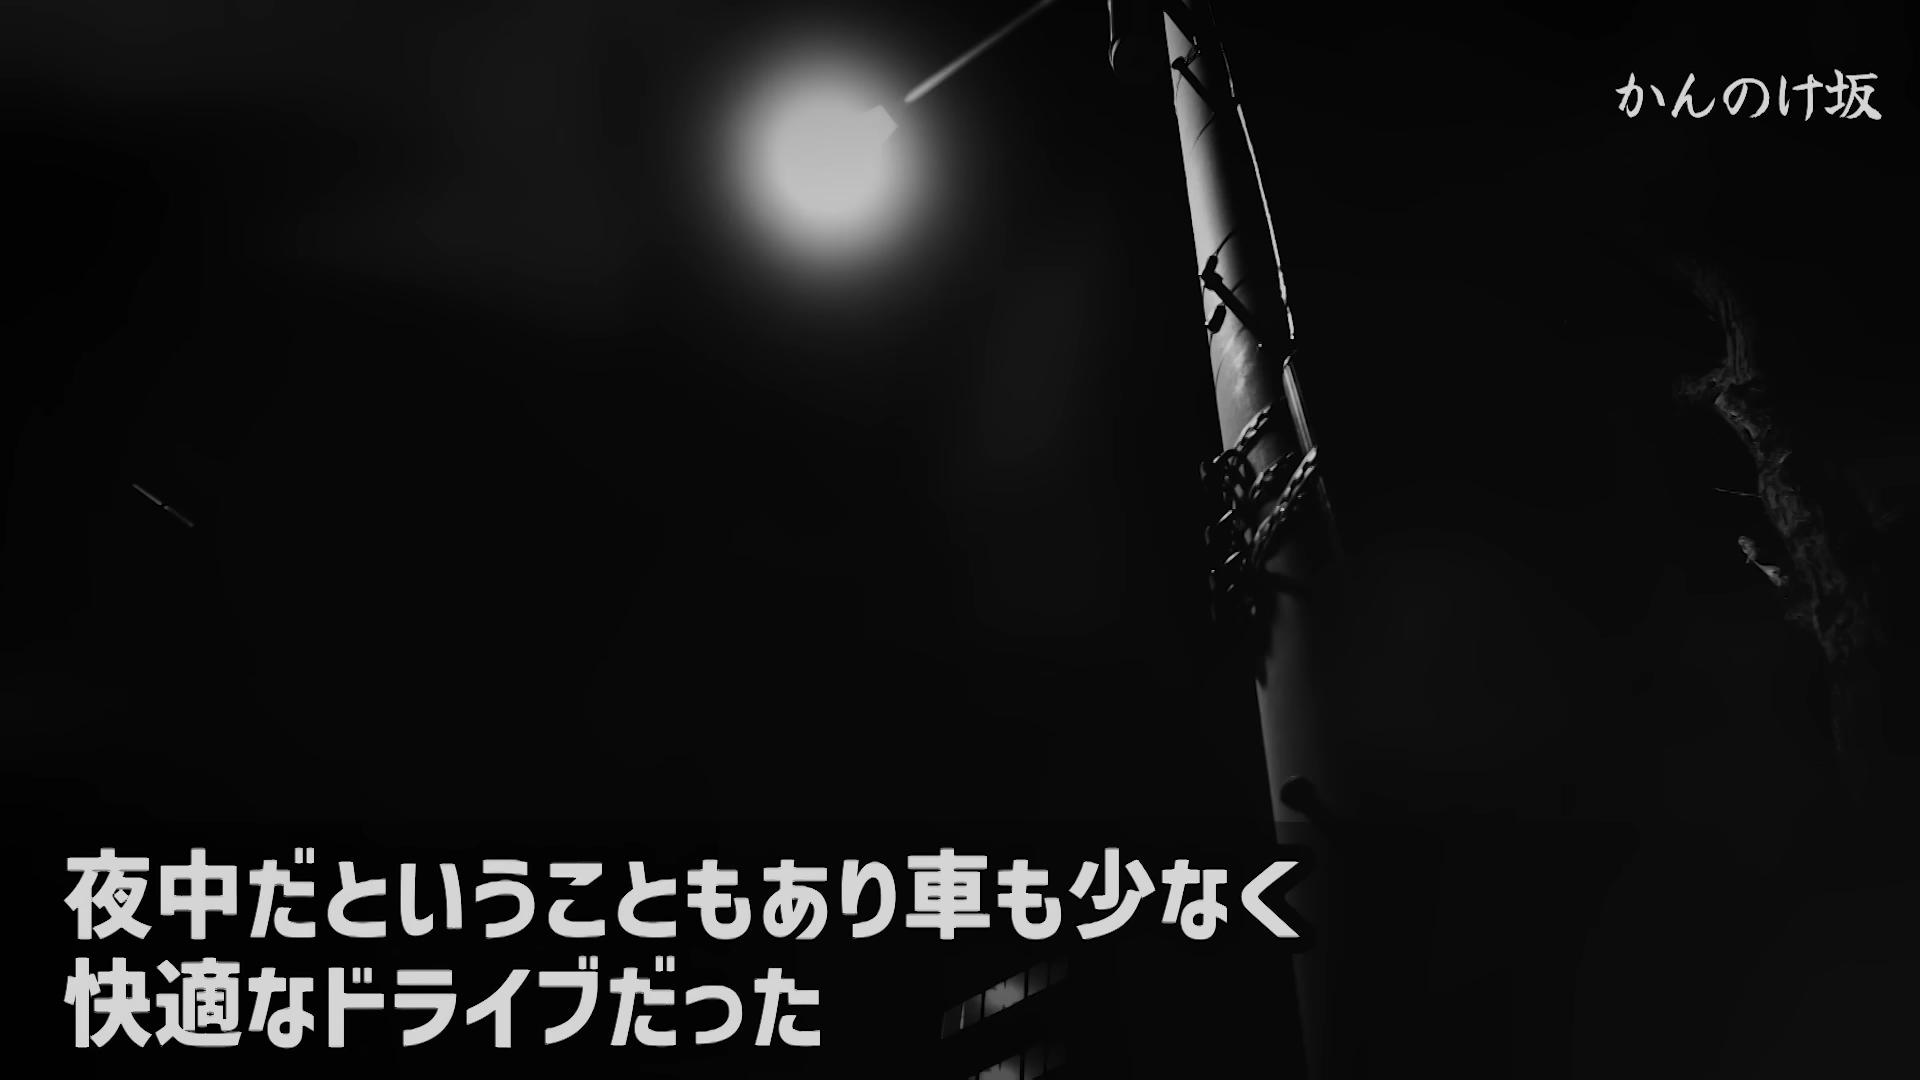 かんのけ坂
夜中だということもあり車も少なく
快適なドライブだった